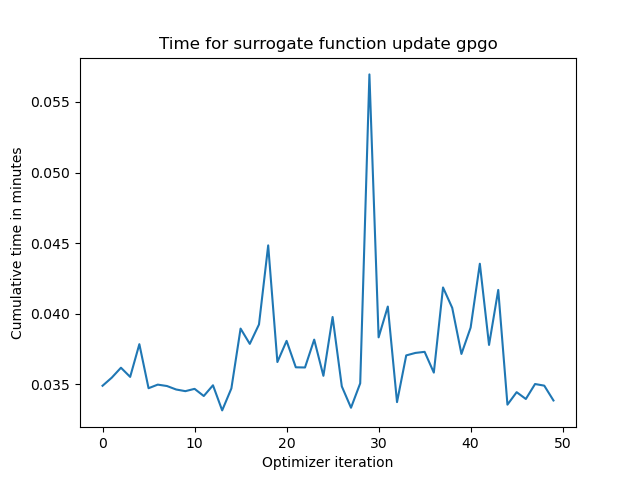 Time for surrogate function update gpgo
0.055
0.050
0.045
0.040
0.035
Cumulative time in minutes
0 10 20 30 40 50
Optimizer iteration